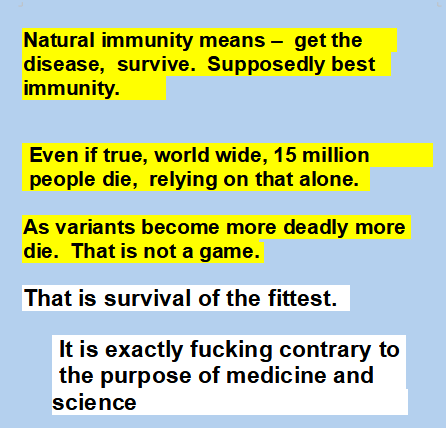 Natural immunity means –  get the
disease,  survive.  Supposedly best
immunity.
Even if true, world wide, 15 million
people die,  relying on that alone.
As variants become more deadly more
die.  That is not a game.
That is survival of the fittest.
It is exactly fucking contrary to
the purpose of medicine and
science